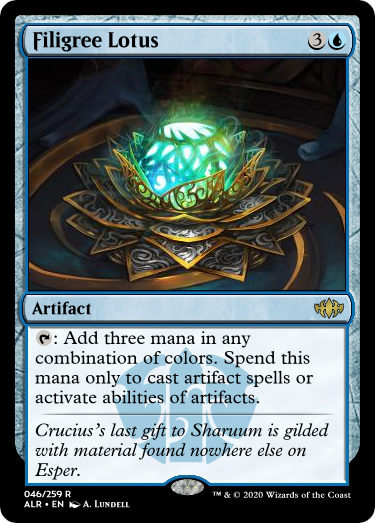 Filigree Lotus 3
Artifact
: Add three mana in any
combination of colors. Spend this
mana only to cast artifact spells or
activate abilities of artifacts.
Crucius's last gift to Sharuum is gilded
with material found nowhere else on
Esper.
046/259 R
ALR • EN A. LUNDELL
™ & © 2020 Wizards of the Coast